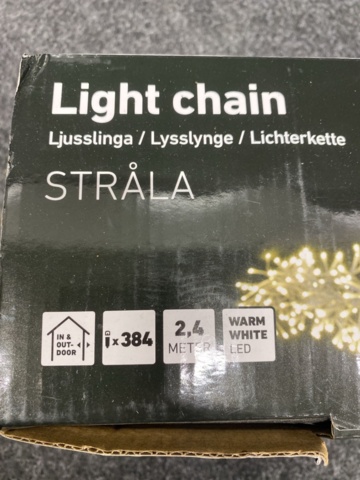 Light chain
Ljusslinga / Lysslynge / Lichterkette
STRÅLA
IN &
OUT-
DOOR
x 384
2,4
METER
WARM
WHITE
LED